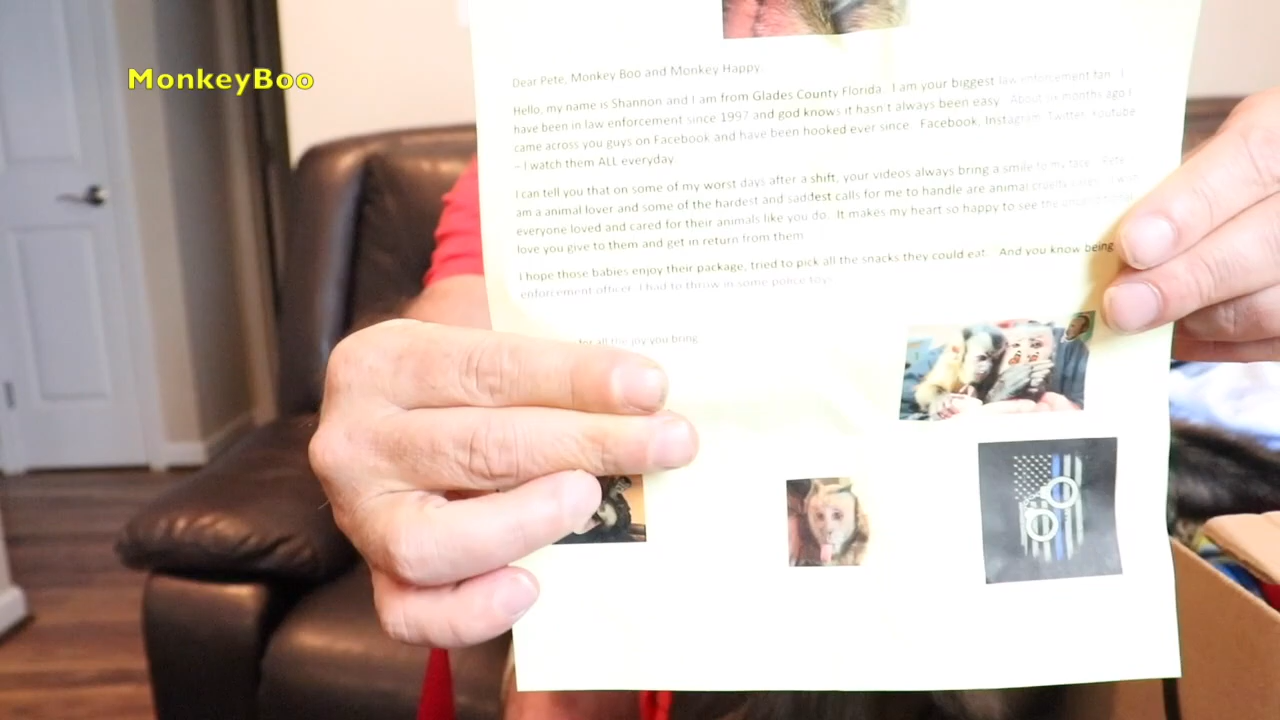 MonkeyBoo
Dear Pete, Monkey Boo and Monkey Happy.
Hello, my name is Shannon and I am from Glades County Florida. I am your biggest law enforcement fan. I
have been in law enforcement since 1997 and god knows it hasn't always been easy. About six months ago I
came across you guys on Facebook and have been hooked ever since. Facebook, Instagram, Twitter, Youtube
– I watch them ALL everyday.
I can tell you that on some of my worst days after a shift, your videos always bring a smile to my face. Pete
am a animal lover and some of the hardest and saddest calls for me to handle are animal cruelty
everyone loved and cared for their animals like you do. It makes my heart so happy to see the
love you give to them and get in return from them
I hope those babies enjoy their package, tried to pick all the snacks they could eat. And you know being
enforcement officer I had to throw in some police toys
for all the joy you bring.